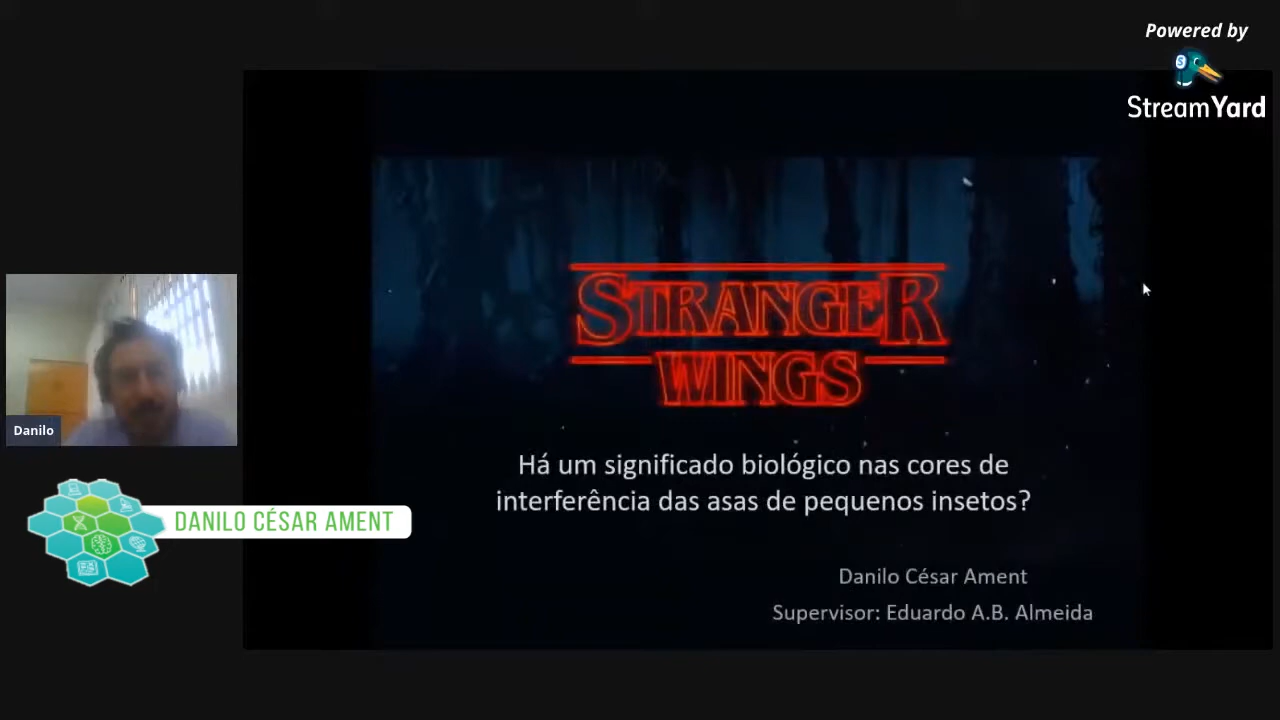 Powered by
StreamYard
STRANGER
WINGS
Há um significado biológico nas cores de
interferência das asas de pequenos insetos?
Danilo César Ament
Supervisor: Eduardo A.B. Almeida
Danilo
DANILO CÉSAR AMENT